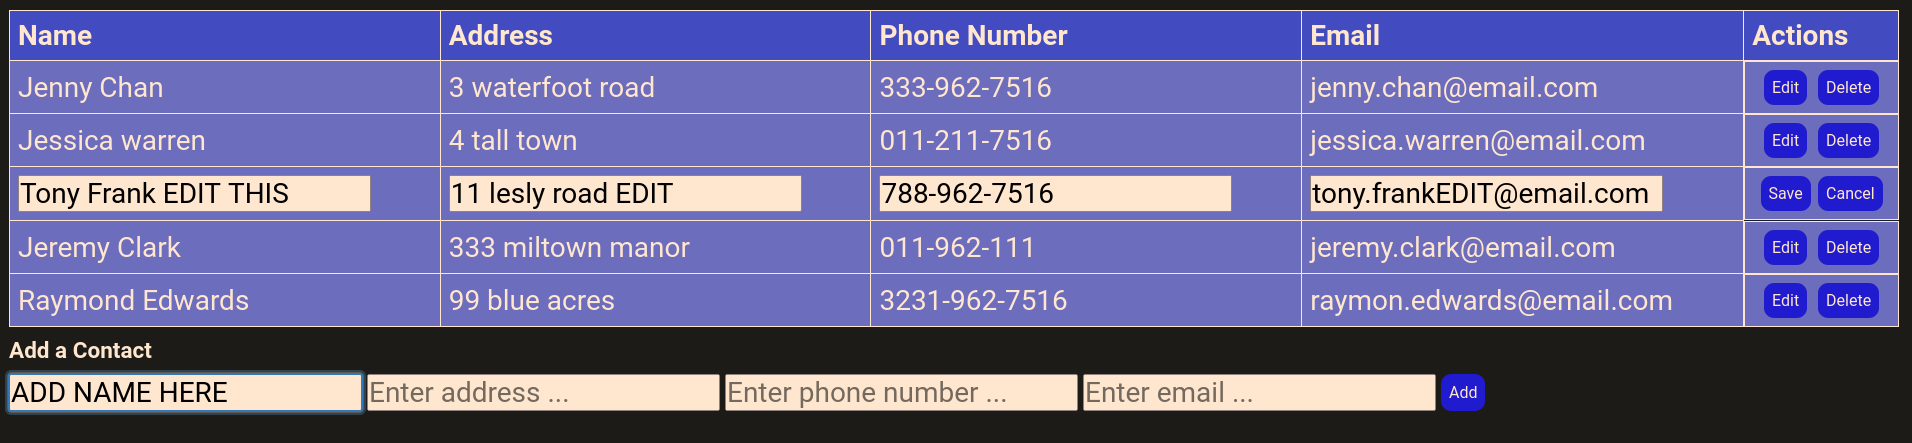 Name Address Phone Number Email Actions
Jenny Chan 3 waterfoot road 333-962-7516 jenny.chan@email.com Edit Delete
Jessica warren 4 tall town 011-211-7516 jessica.warren@email.com Edit Delete
Tony Frank EDIT THIS 11 lesly road EDIT 788-962-7516 tony.frankEDIT@email.com Save Cancel
Jeremy Clark 333 miltown manor 011-962-111 jeremy.clark@email.com Edit Delete
Raymond Edwards 99 blue acres 3231-962-7516 raymon.edwards@email.com Edit Delete
Add a Contact
ADD NAME HERE Enter address ... Enter phone number ... Enter email ... Add